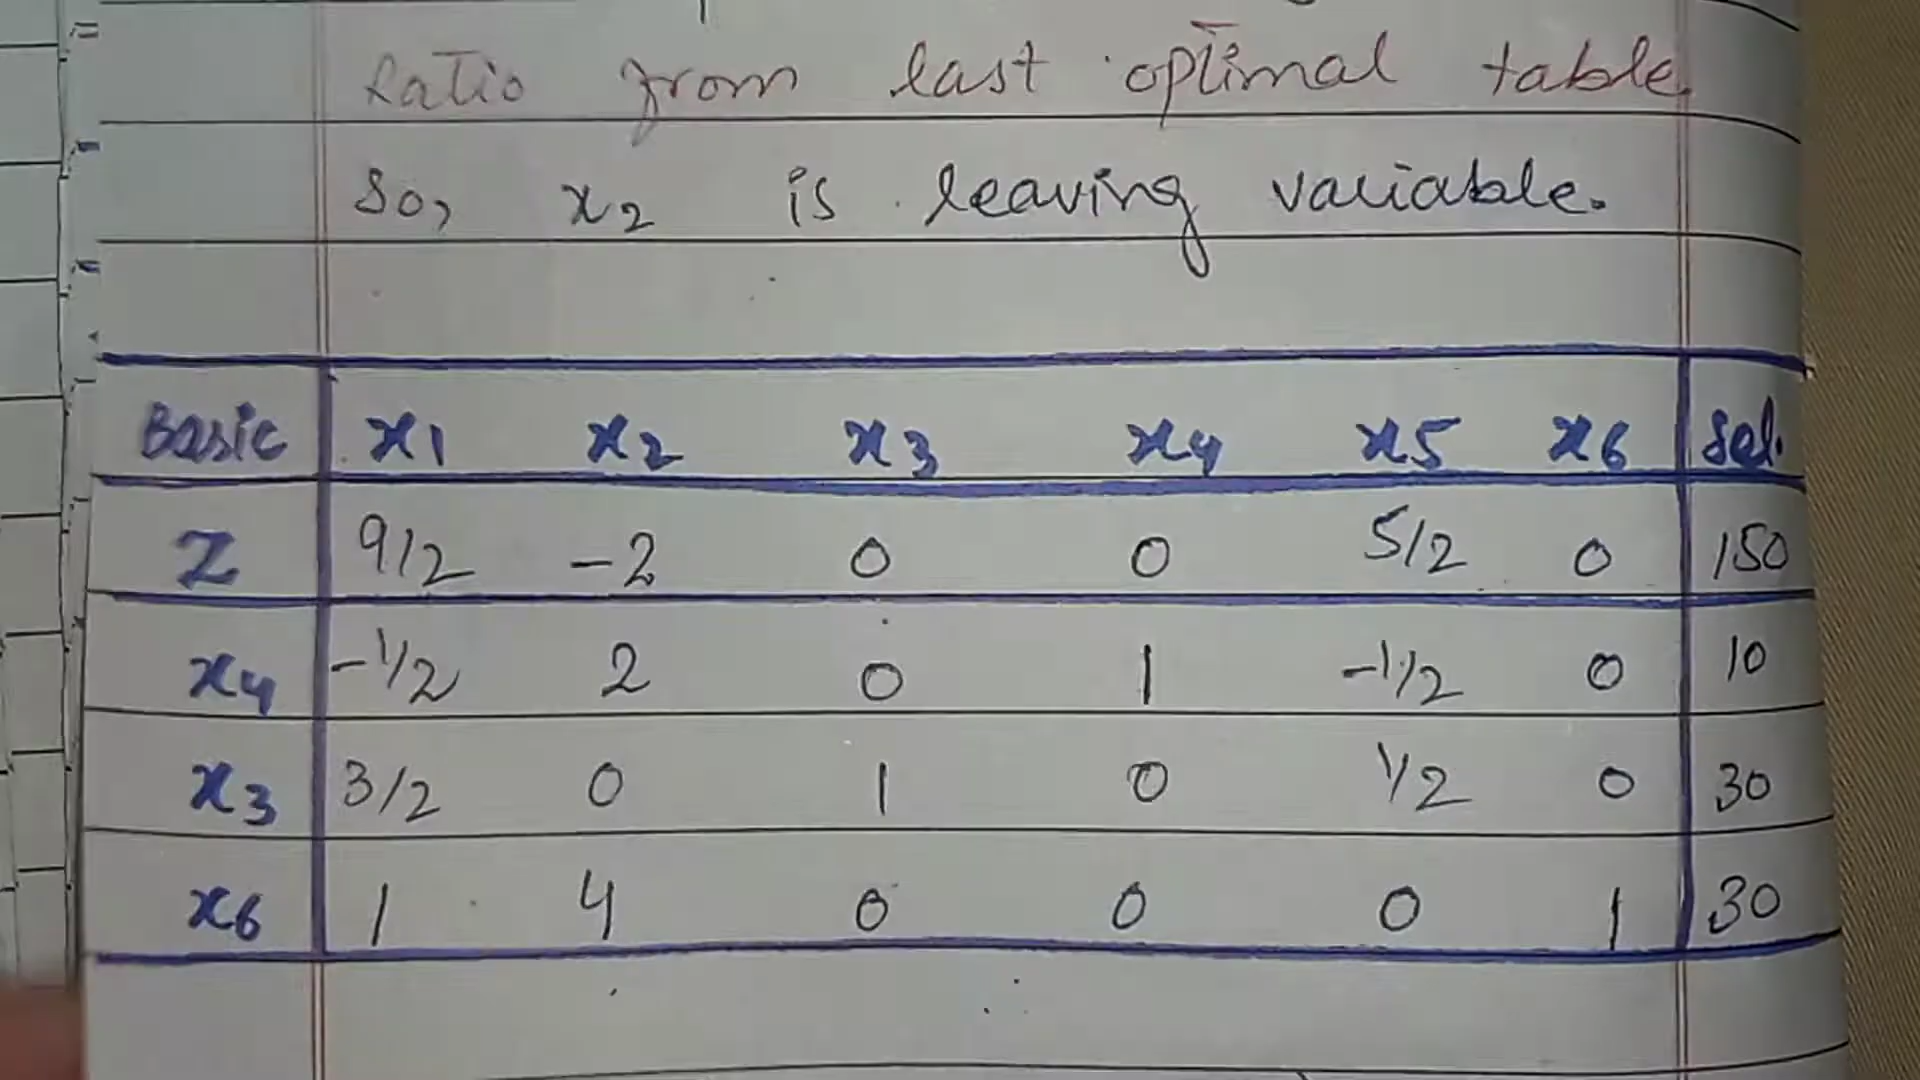 Ratio from last optimal table
So, x2 is leaving variable.
Basic x1 x2 x3 x4 x5 x6 Sol.
Z 9/2 -2 0 0 5/2 0 150
x4 -1/2 2 0 1 -1/2 0 10
x3 3/2 0 1 0 1/2 0 30
x6 1 4 0 0 0 1 30